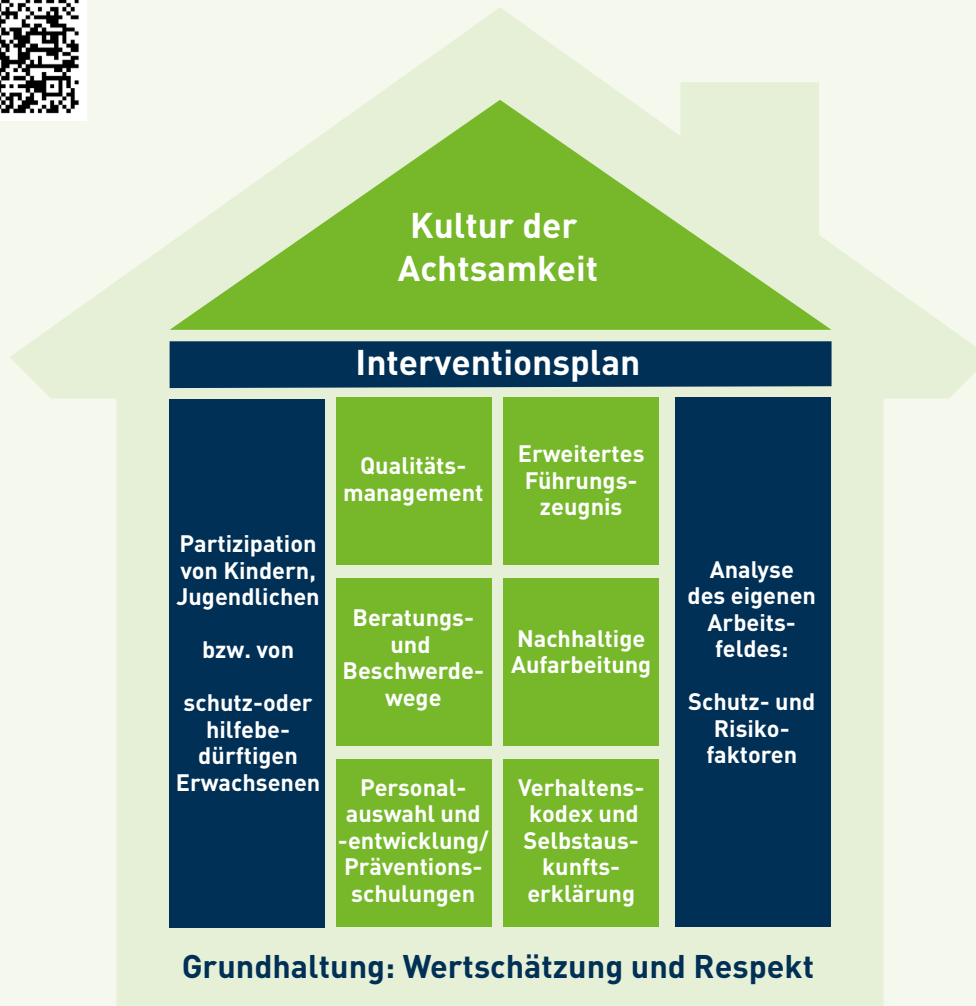 Kultur der
Achtsamkeit
Interventionsplan
Partizipation
von Kindern,
Jugendlichen
bzw. von
schutz-oder
hilfebe-
dürftigen
Erwachsenen
Qualitäts-
management
Erweitertes
Führungs-
zeugnis
Beratungs-
und
Beschwerde-
wege
Nachhaltige
Aufarbeitung
Personal-
auswahl und
-entwicklung/
Präventions-
schulungen
Verhaltens-
kodex und
Selbstaus-
kunfts-
erklärung
Analyse
des eigenen
Arbeits-
feldes:
Schutz- und
Risiko-
faktoren
Grundhaltung: Wertschätzung und Respekt